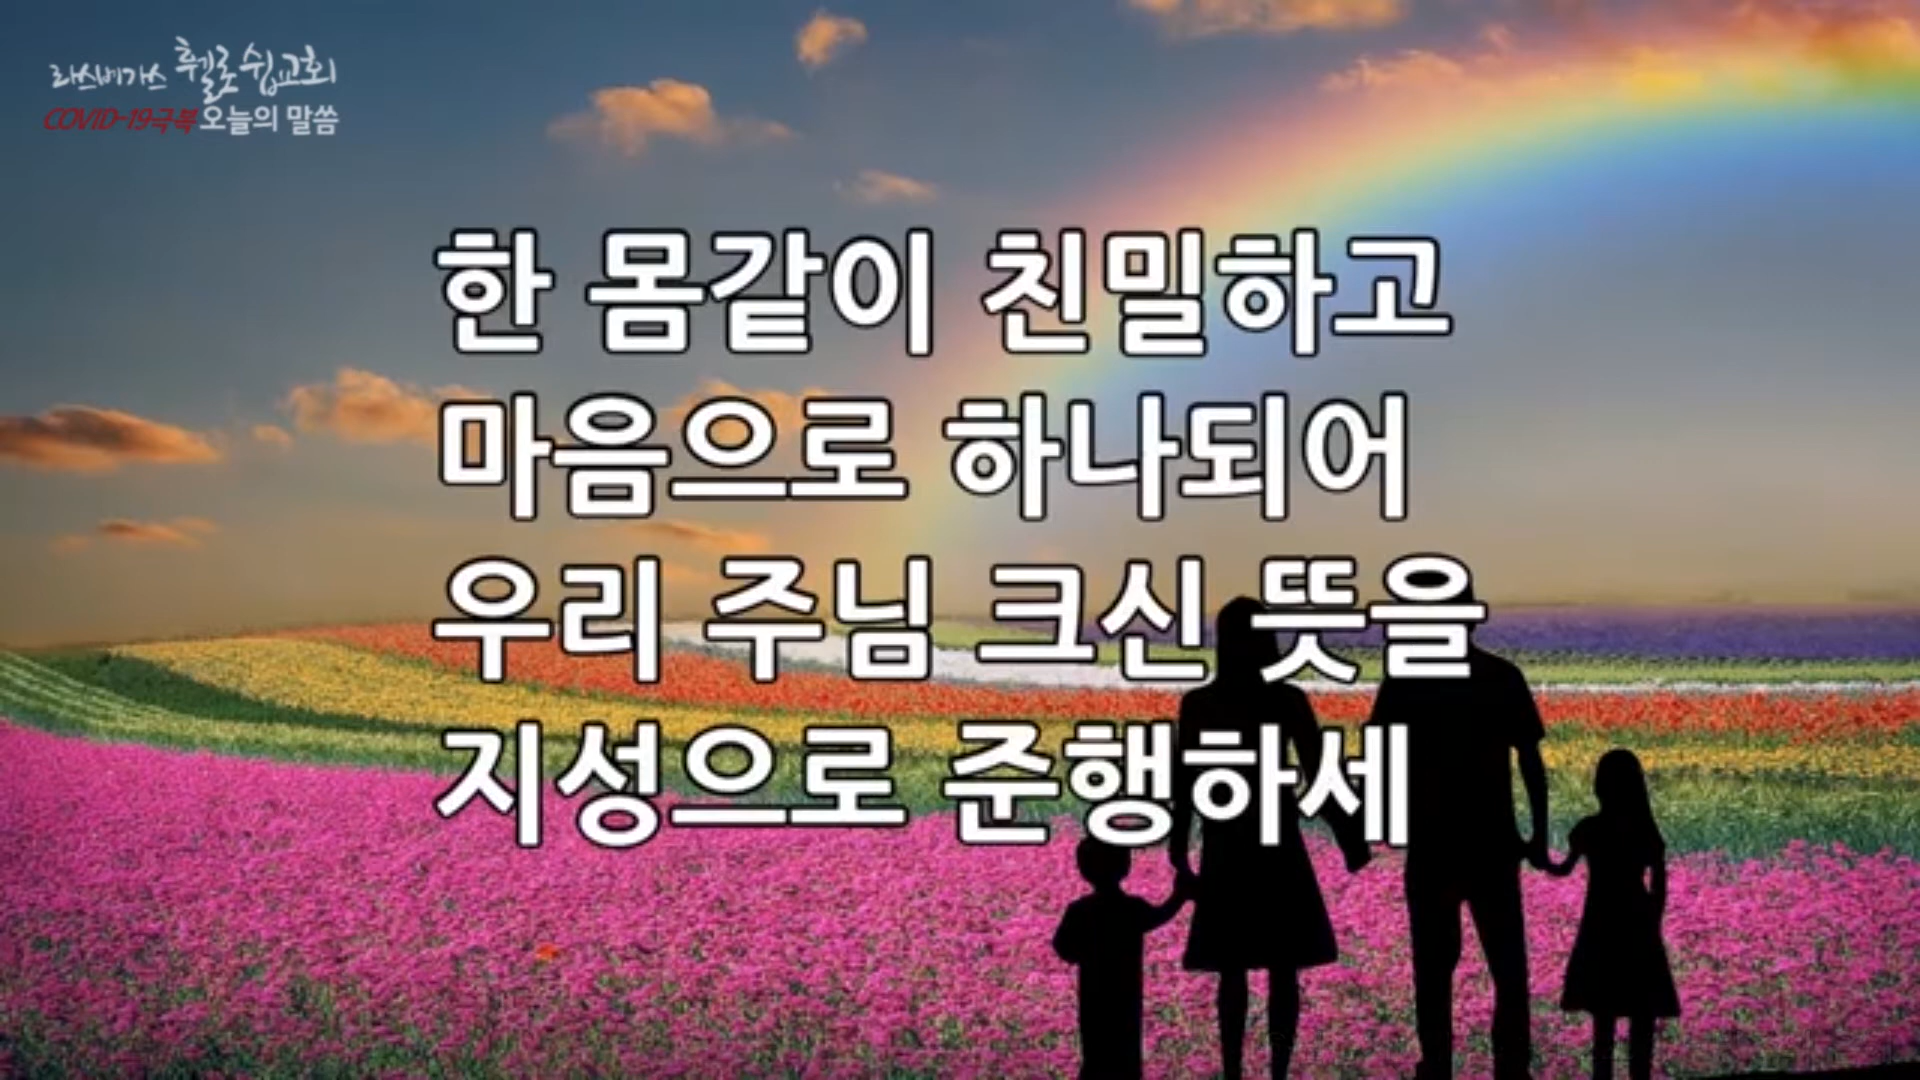 라스베가스 휄로쉽교회
COVID-19극복 오늘의 말씀
한 몸같이 친밀하고
마음으로 하나되어
우리 주님 크신 뜻을
지성으로 준행하세